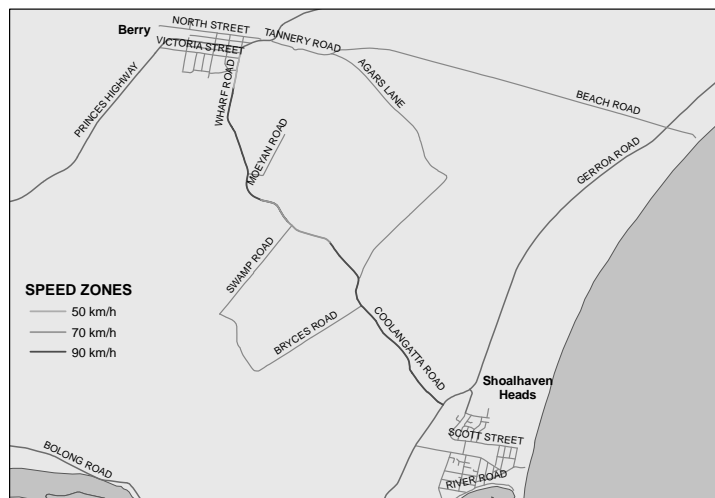 NORTH STREET
Berry
TANNERY ROAD
VICTORIA STREET
AGARS LANE
PRINCES HIGHWAY
WHARF ROAD
BEACH ROAD
MOEYAN ROAD
GERROA ROAD
SWAMP ROAD
SPEED ZONES
50 km/h
70 km/h
90 km/h
BRYCES ROAD
COOLANGATTA ROAD
Shoalhaven
Heads
SCOTT STREET
BOLONG ROAD
RIVER ROAD